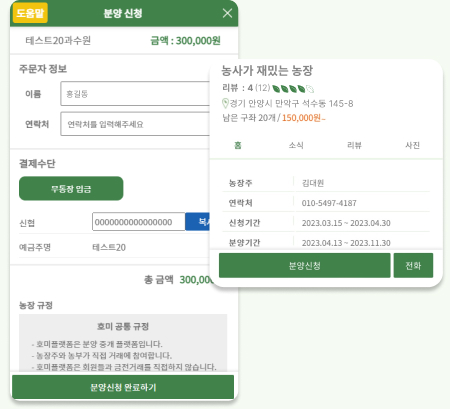 도움말
분양 신청
테스트20과수원
금액 : 300,000원
주문자 정보
이름
홍길동
연락처
연락처를 입력해주세요
결제수단
무통장 입금
신협
0000000000000000
예금주명
테스트20
총 금액
농장 규정
호미 공통 규정
- 호미플랫폼은 분양 중계 플랫폼입니다.
- 농장주와 농부가 직접 거래에 참여합니다.
- 호미플랫폼은 회원들과 금전거래를 직접하지 않습니다.
분양신청 완료하기
농사가 재밌는 농장
리뷰 : 4 (12)
경기 안양시 만악구 석수동 145-8
남은 구좌 20개 / 150,000원~
홈
소식
리뷰
사진
농장주
김대원
연락처
010-5497-4187
신청기간
2023.03.15 ~ 2023.04.30
분양기간
2023.04.13 ~ 2023.11.30
분양신청
전화